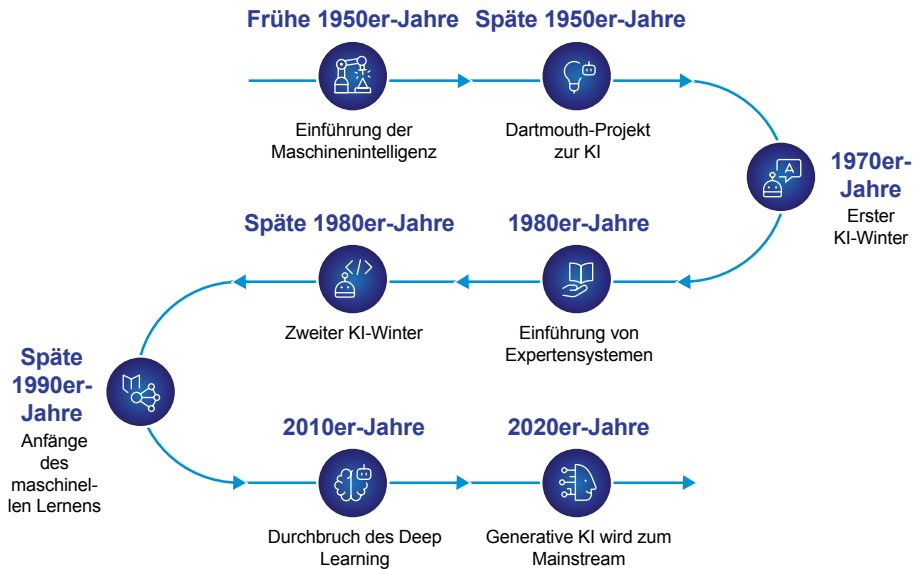 Frühe 1950er-Jahre
Einführung der
Maschinenintelligenz
Späte 1950er-Jahre
Dartmouth-Projekt
zur KI
A
1970er-
Jahre
Erster
KI-Winter
1980er-Jahre
Einführung von
Expertensystemen
Späte 1980er-Jahre
</>
Zweiter KI-Winter
Späte
1990er-
Jahre
Anfänge
des
maschinel-
len Lernens
2010er-Jahre
Durchbruch des Deep
Learning
2020er-Jahre
Generative KI wird zum
Mainstream